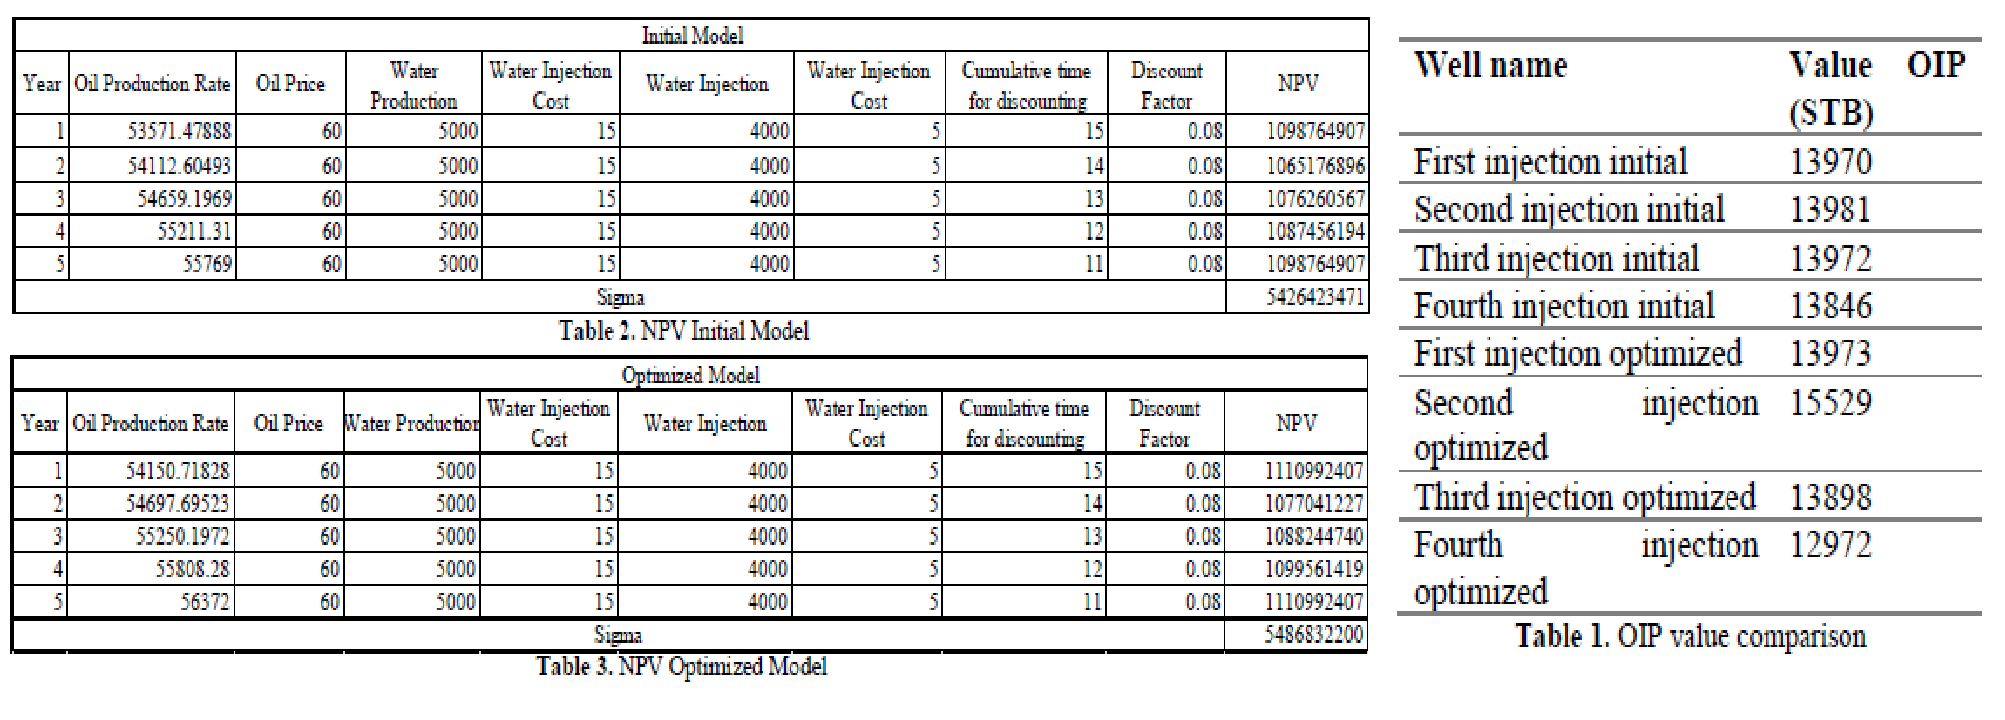 Initial Model
Year Oil Production Rate Oil Price Water Production Water Injection Cost Water Injection Water Injection Cost Cumulative time for discounting Discount Factor NPV
1 53571.47888 60 5000 15 4000 5 15 0.08 1098764907
2 54112.60493 60 5000 15 4000 5 14 0.08 1065176896
3 54659.1969 60 5000 15 4000 5 13 0.08 1076260567
4 55211.31 60 5000 15 4000 5 12 0.08 1087456194
5 55769 60 5000 15 4000 5 11 0.08 1098764907
Sigma 5426423471
Table 2. NPV Initial Model
Optimized Model
Year Oil Production Rate Oil Price Water Production Water Injection Cost Water Injection Water Injection Cost Cumulative time for discounting Discount Factor NPV
1 54150.71828 60 5000 15 4000 5 15 0.08 1110992407
2 54697.69523 60 5000 15 4000 5 14 0.08 1077041227
3 55250.1972 60 5000 15 4000 5 13 0.08 1088244740
4 55808.28 60 5000 15 4000 5 12 0.08 1099561419
5 56372 60 5000 15 4000 5 11 0.08 1110992407
Sigma 5486832200
Table 3. NPV Optimized Model
Well name Value OIP
(STB)
First injection initial 13970
Second injection initial 13981
Third injection initial 13972
Fourth injection initial 13846
First injection optimized 13973
Second injection 15529
optimized
Third injection optimized 13898
Fourth injection 12972
optimized
Table 1. OIP value comparison